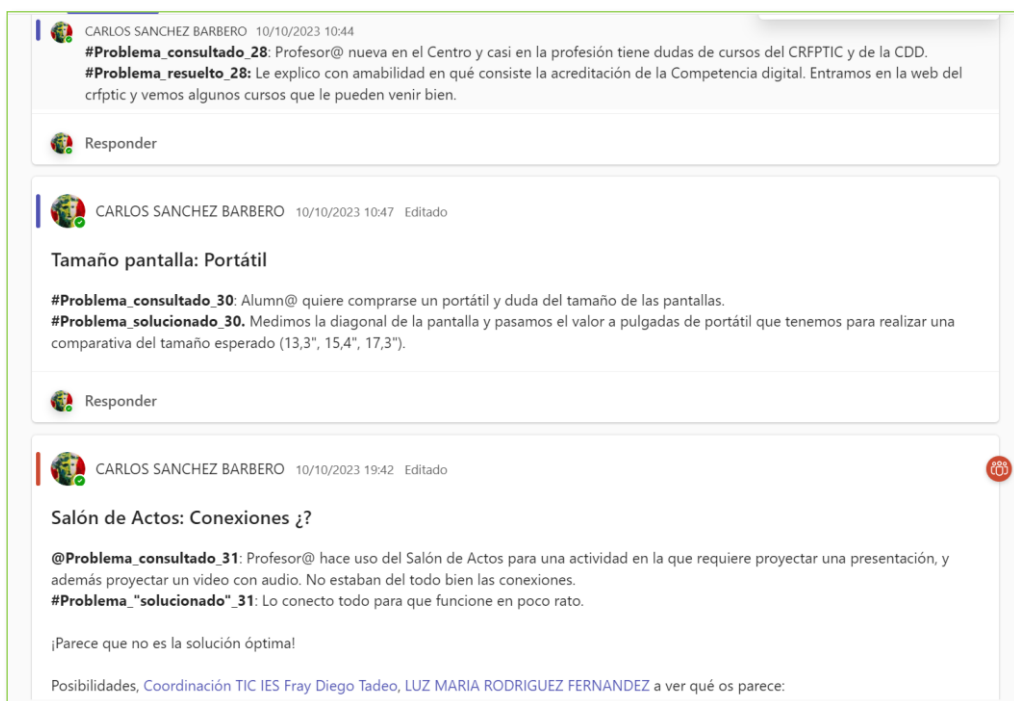 CARLOS SANCHEZ BARBERO 10/10/2023 10:44
#Problema_consultado_28: Profesor@ nueva en el Centro y casi en la profesión tiene dudas de cursos del CRFPTIC y de la CDD.
#Problema_resuelto_28: Le explico con amabilidad en qué consiste la acreditación de la Competencia digital. Entramos en la web del
crfptic y vemos algunos cursos que le pueden venir bien.
Responder
CARLOS SANCHEZ BARBERO 10/10/2023 10:47 Editado
Tamaño pantalla: Portátil
#Problema_consultado_30: Alumn@ quiere comprarse un portátil y duda del tamaño de las pantallas.
#Problema_solucionado_30. Medimos la diagonal de la pantalla y pasamos el valor a pulgadas de portátil que tenemos para realizar una
comparativa del tamaño esperado (13,3", 15,4", 17,3").
Responder
CARLOS SANCHEZ BARBERO 10/10/2023 19:42 Editado
Salón de Actos: Conexiones ¿?
@Problema_consultado_31: Profesor@ hace uso del Salón de Actos para una actividad en la que requiere proyectar una presentación, y
además proyectar un video con audio. No estaban del todo bien las conexiones.
#Problema_"solucionado"_31: Lo conecto todo para que funcione en poco rato.
¡Parece que no es la solución óptima!
Posibilidades, Coordinación TIC IES Fray Diego Tadeo, LUZ MARIA RODRIGUEZ FERNANDEZ a ver qué os parece: